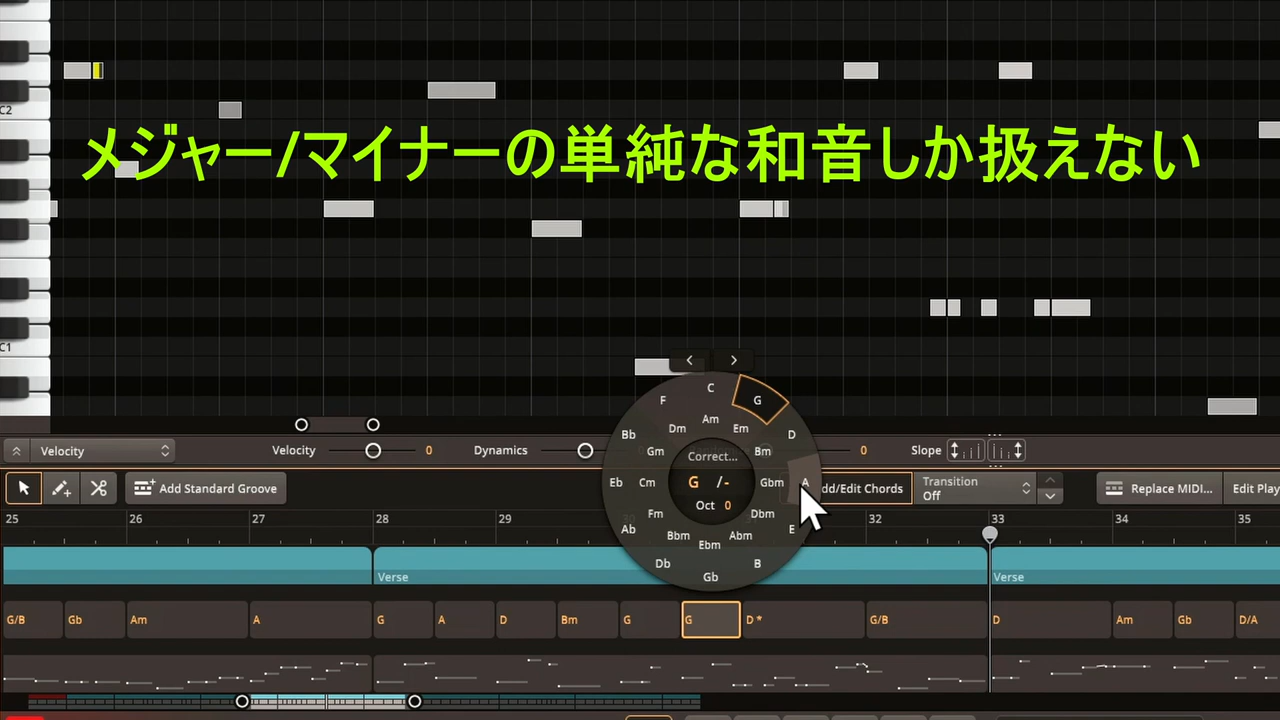 C2
メジャー/マイナーの単純な和音しか扱えない
C1
C
F G
Am
Dm Em
Bb D
Gm Correct... Bm
Velocity Velocity 0 Dynamics 0 Slope
Eb Cm G /- Gbm A
Add Standard Groove dd/Edit Chords Transition Off Replace MIDI... Edit Play
Oct 0
Fm Dbm
25 26 27 28 29 32 33 34 35
Ab E
Bbm Abm
Ebm
Db B
Gb
Verse Verse
G/B Gb Am A G A D Bm G G D * G/B D Am Gb D/A